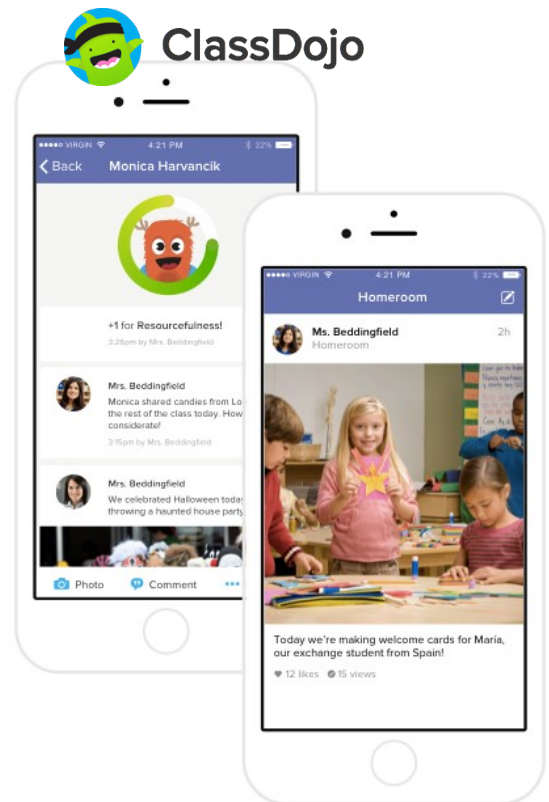 ClassDojo
VIRGIN
4:21 PM
22%
Back
Monica Harvancik
+1 for Resourcefulness!
3:26pm by Mrs. Beddingfield
Mrs. Beddingfield
Monica shared candies from Lo
the rest of the class today. How
considerate!
3:15pm by Mrs. Beddingfield
Mrs. Beddingfield
We celebrated Halloween toda
throwing a haunted house party
Photo
Comment
VIRGIN
4:21 PM
22%
Homeroom
Ms. Beddingfield
2h
Homeroom
Today we're making welcome cards for María,
our exchange student from Spain!
12 likes
15 views